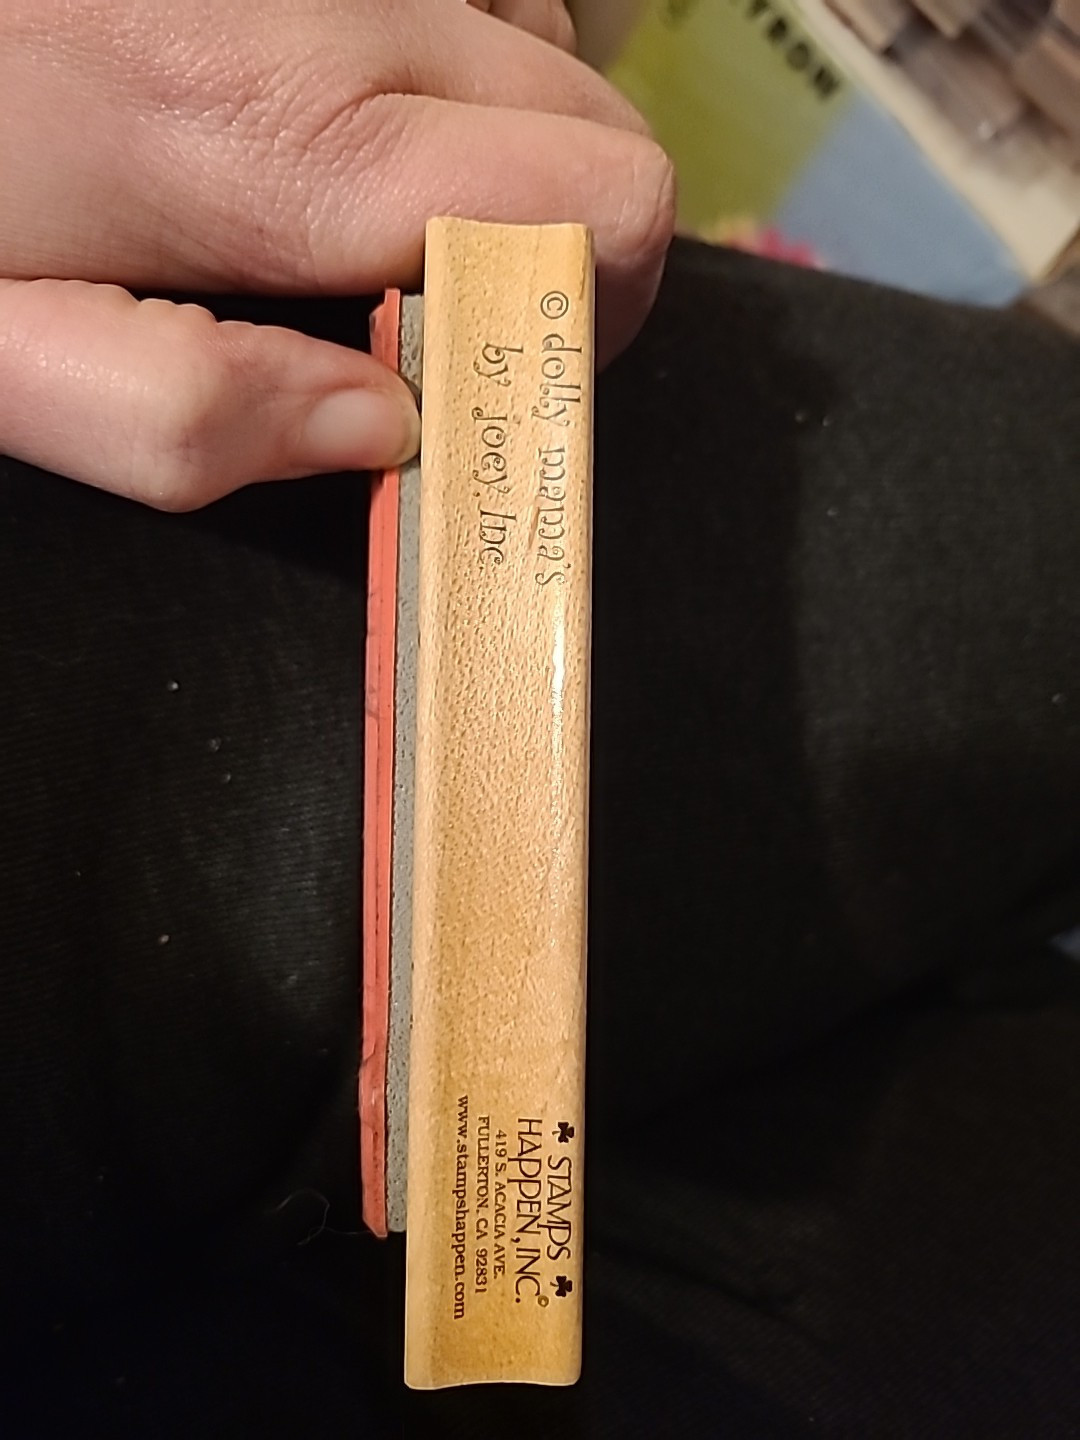 © dolly mama's
by joey, Inc.
STAMPS
HAPPEN, INC.©
419 S. ACACIA AVE.
FULLERTON, CA 92831
www.stampshappen.com